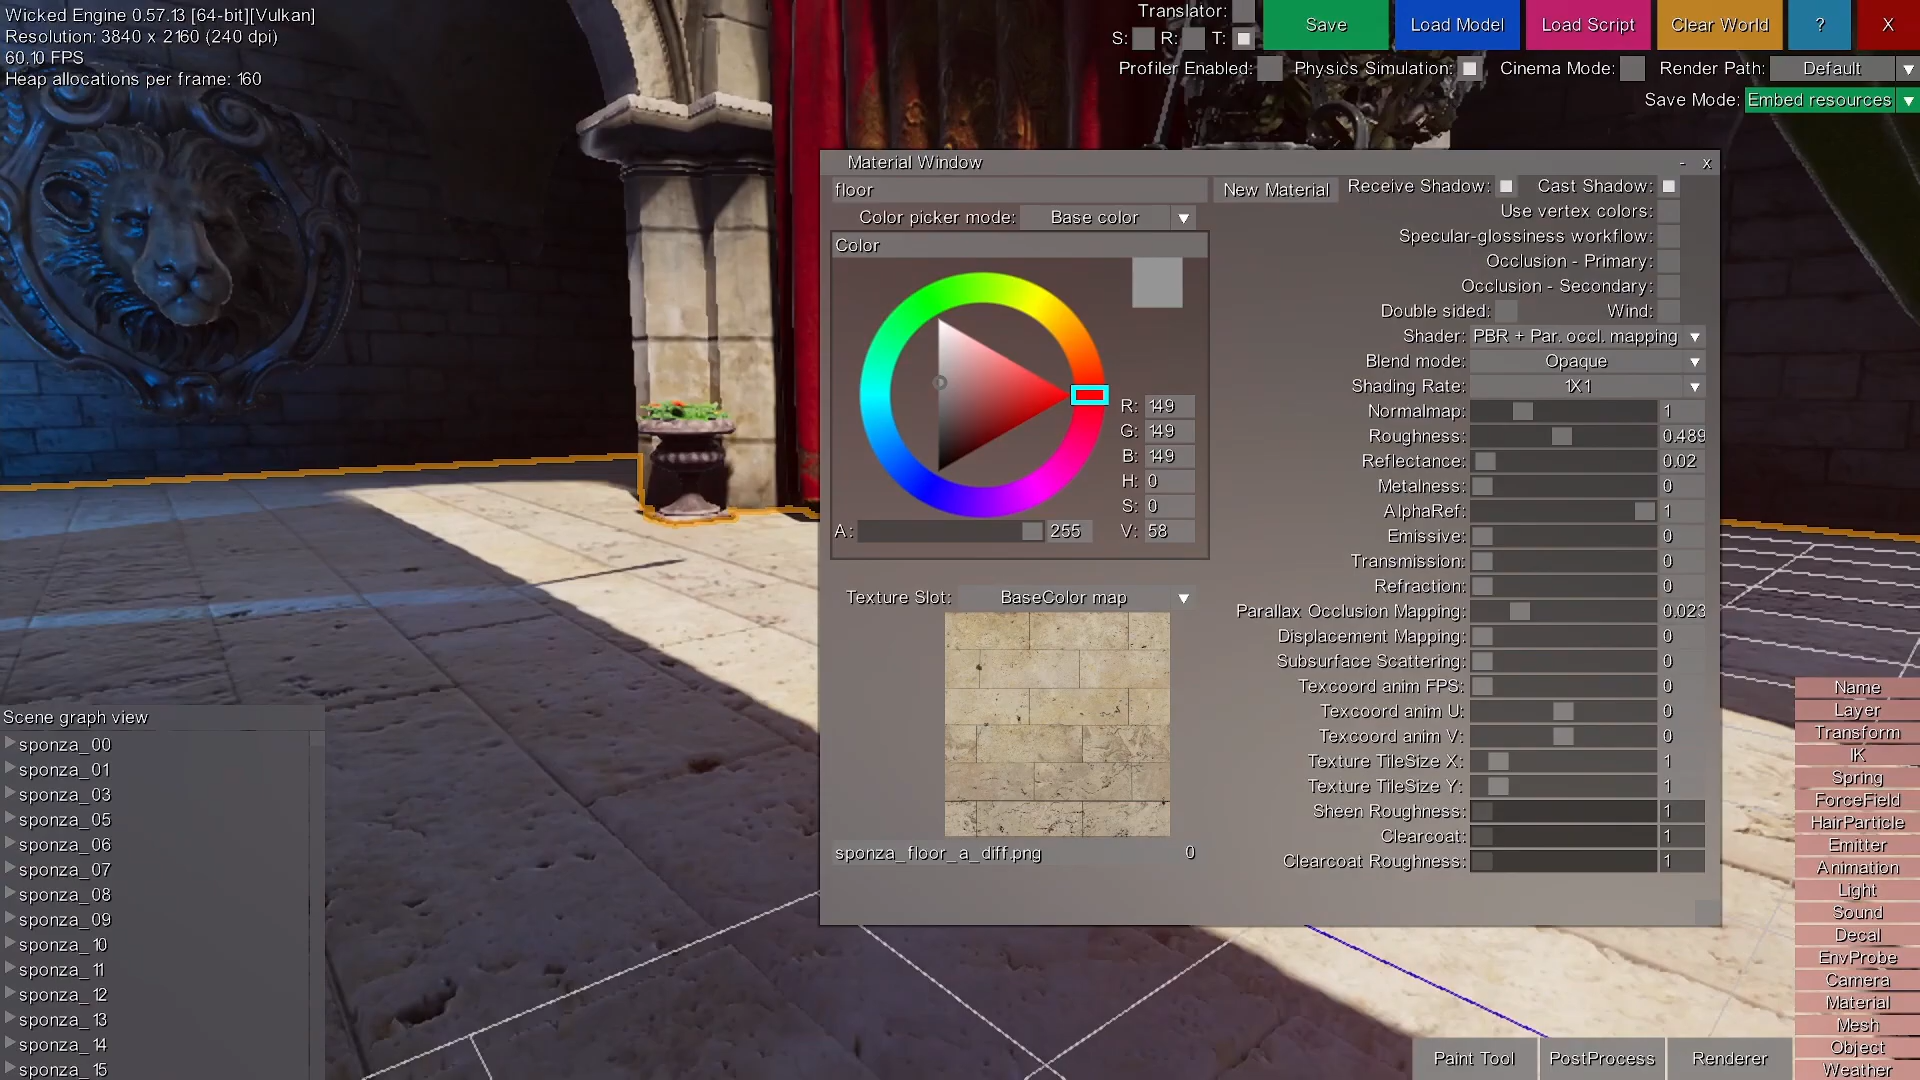 Wicked Engine 0.57.13 [64-bit][Vulkan]
Resolution: 3840 x 2160 (240 dpi)
60.10 FPS
Heap allocations per frame: 160
Translator:
S: R: T:
Save
Load Model
Load Script
Clear World
?
X
Profiler Enabled: Physics Simulation: Cinema Mode: Render Path: Default
Save Mode: Embed resources
Material Window - x
floor
New Material
Receive Shadow: Cast Shadow:
Color picker mode: Base color
Color
R: 149
G: 149
B: 149
H: 0
S: 0
V: 58
A: 255
Texture Slot: BaseColor map
sponza_floor_a_diff.png 0
Use vertex colors:
Specular-glossiness workflow:
Occlusion - Primary:
Occlusion - Secondary:
Double sided: Wind:
Shader: PBR + Par. occl. mapping
Blend mode: Opaque
Shading Rate: 1X1
Normalmap: 1
Roughness: 0.489
Reflectance: 0.02
Metalness: 0
AlphaRef: 1
Emissive: 0
Transmission: 0
Refraction: 0
Parallax Occlusion Mapping: 0.023
Displacement Mapping: 0
Subsurface Scattering: 0
Texcoord anim FPS: 0
Texcoord anim U: 0
Texcoord anim V: 0
Texture TileSize X: 1
Texture TileSize Y: 1
Sheen Roughness: 1
Clearcoat: 1
Clearcoat Roughness: 1
Scene graph view
sponza_00
sponza_01
sponza_03
sponza_05
sponza_06
sponza_07
sponza_08
sponza_09
sponza_10
sponza_11
sponza_12
sponza_13
sponza_14
sponza_15
Name
Layer
Transform
IK
Spring
ForceField
HairParticle
Emitter
Animation
Light
Sound
Decal
EnvProbe
Camera
Material
Mesh
Object
Weather
Paint Tool
PostProcess
Renderer